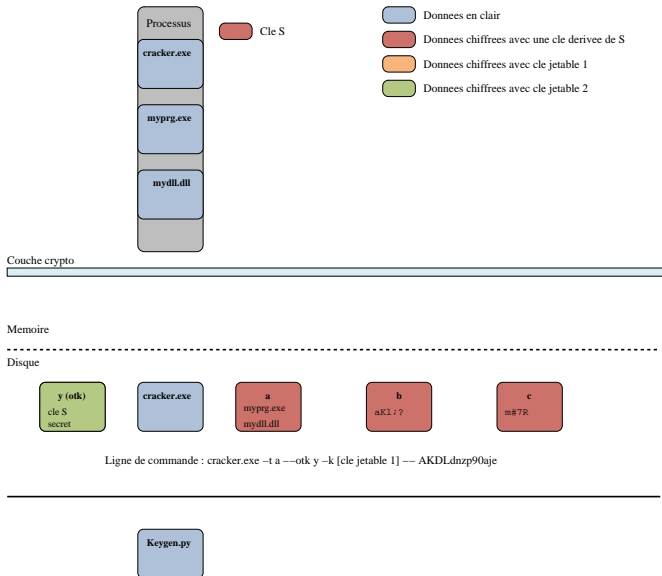 Processus
cracker.exe
myprg.exe
mydll.dll
Cle S
Donnees en clair
Donnees chiffrees avec une cle derivee de S
Donnees chiffrees avec cle jetable 1
Donnees chiffrees avec cle jetable 2
Couche crypto
Memoire
Disque
y (otk)
cle S
secret
cracker.exe
a
myprg.exe
mydll.dll
b
aKl;?
c
m#7R
Ligne de commande : cracker.exe −t a −−otk y −k [cle jetable 1] −− AKDLdnzp90aje
Keygen.py